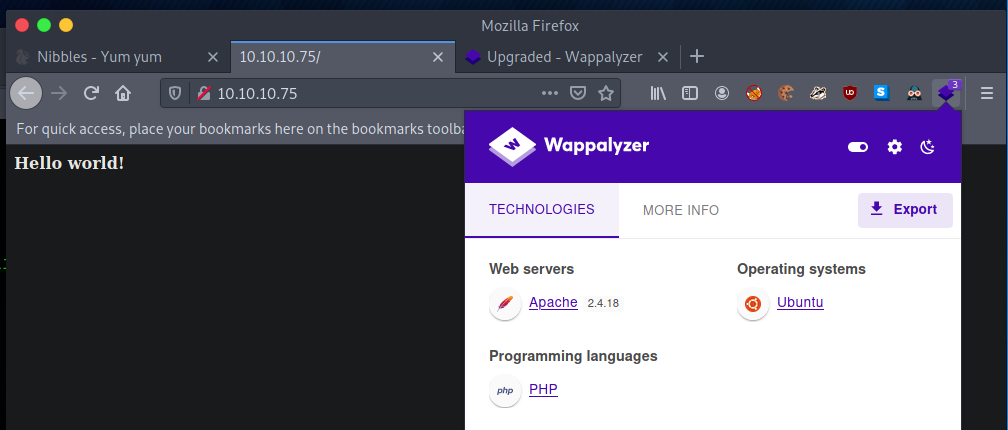 Mozilla Firefox
Nibbles - Yum yum
10.10.10.75/
Upgraded - Wappalyzer
10.10.10.75
3
For quick access, place your bookmarks here on the bookmarks toolba
Hello world!
Wappalyzer
TECHNOLOGIES
MORE INFO
Export
Web servers
Operating systems
Apache 2.4.18
Ubuntu
Programming languages
php PHP